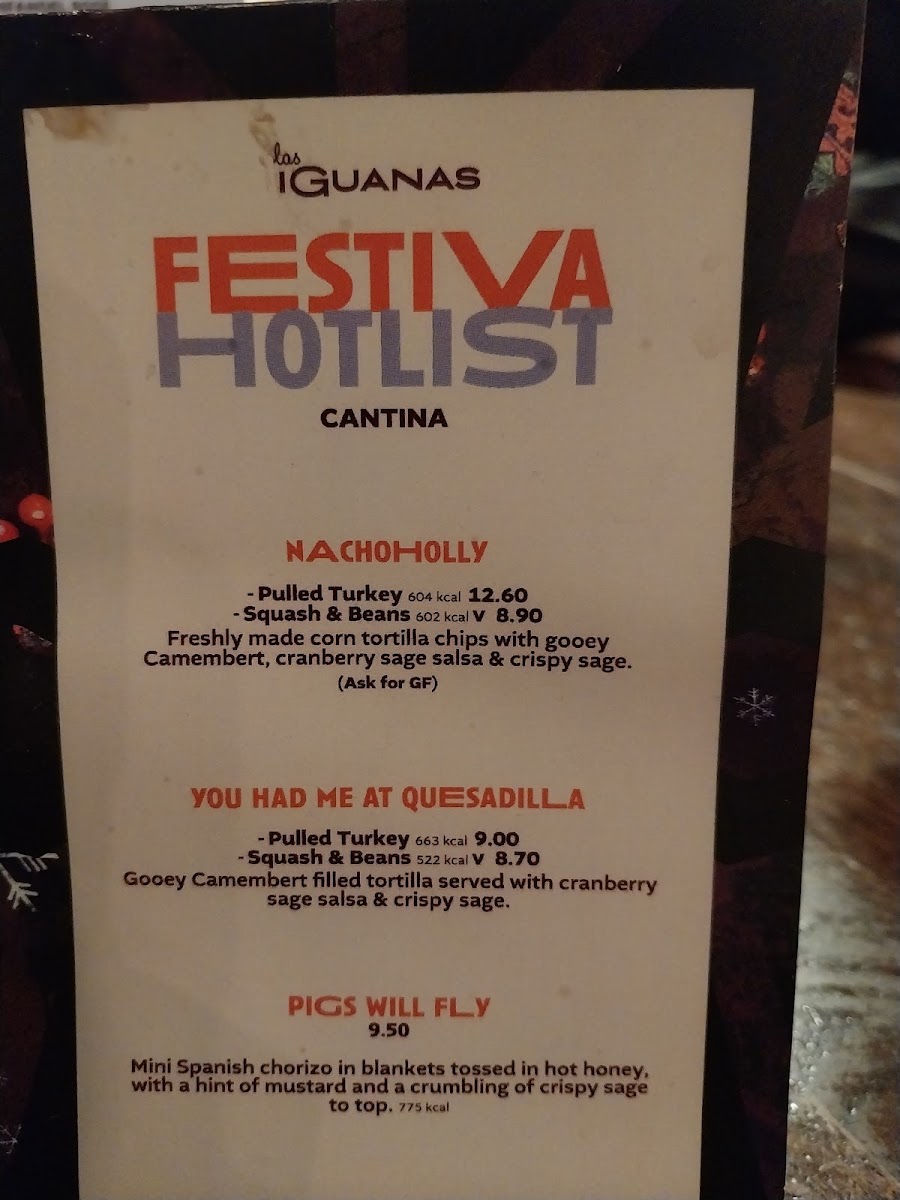 las
IGUANAS
FESTIVA
HOTLIST
CANTINA
NACHOHOLLY
-Pulled Turkey 604 kcal 12.60
-Squash & Beans 602 kcal V 8.90
Freshly made corn tortilla chips with gooey
Camembert, cranberry sage salsa & crispy sage.
(Ask for GF)
YOU HAD ME AT QUESADILLA
-Pulled Turkey 663 kcal 9.00
-Squash & Beans 522 kcal V 8.70
Gooey Camembert filled tortilla served with cranberry
sage salsa & crispy sage.
PIGS WILL FLY
9.50
Mini Spanish chorizo in blankets tossed in hot honey,
with a hint of mustard and a crumbling of crispy sage
to top. 775 kcal